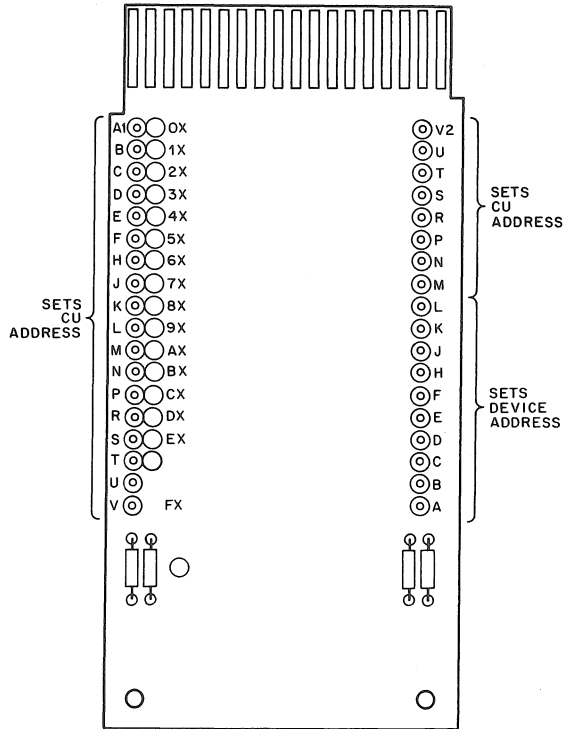 A1 0X
B 1X
C 2X
D 3X
E 4X
F 5X
H 6X
J 7X
K 8X
L 9X
M AX
N BX
P CX
R DX
S EX
T
U
V FX
SETS
CU
ADDRESS
V2
U
T
S
R
P
N
M
L
K
J
H
F
E
D
C
B
A
SETS
CU
ADDRESS
SETS
DEVICE
ADDRESS